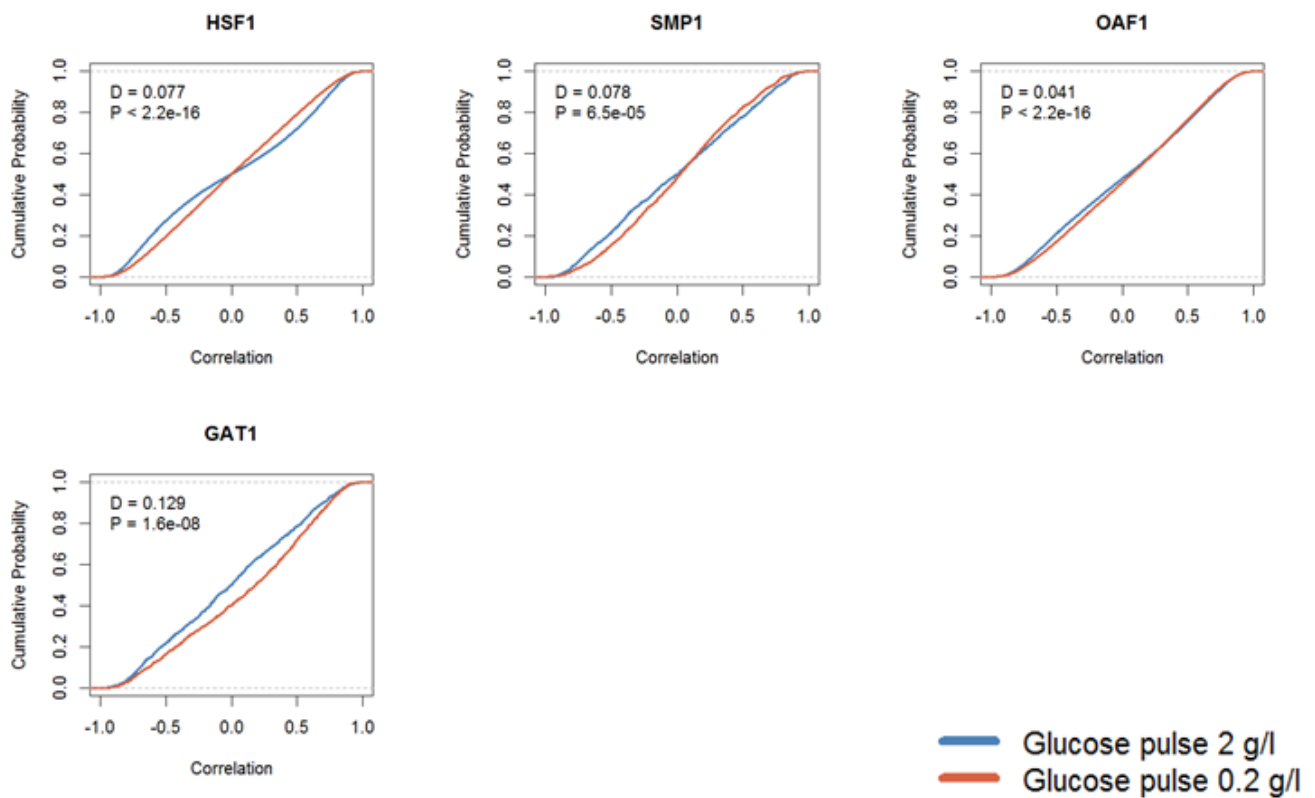 HSF1
D = 0.077
P < 2.2e-16
Cumulative Probability
0.0 0.2 0.4 0.6 0.8 1.0
-1.0 -0.5 0.0 0.5 1.0
Correlation
SMP1
D = 0.078
P = 6.5e-05
Cumulative Probability
0.0 0.2 0.4 0.6 0.8 1.0
-1.0 -0.5 0.0 0.5 1.0
Correlation
OAF1
D = 0.041
P < 2.2e-16
Cumulative Probability
0.0 0.2 0.4 0.6 0.8 1.0
-1.0 -0.5 0.0 0.5 1.0
Correlation
GAT1
D = 0.129
P = 1.6e-08
Cumulative Probability
0.0 0.2 0.4 0.6 0.8 1.0
-1.0 -0.5 0.0 0.5 1.0
Correlation
Glucose pulse 2 g/l
Glucose pulse 0.2 g/l